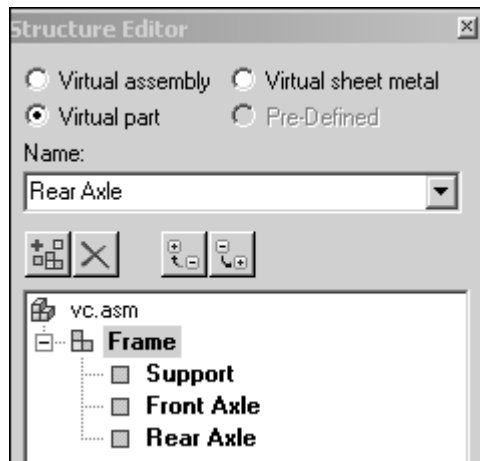 Structure Editor
Virtual assembly Virtual sheet metal
Virtual part Pre-Defined
Name:
Rear Axle
vc.asm
Frame
Support
Front Axle
Rear Axle